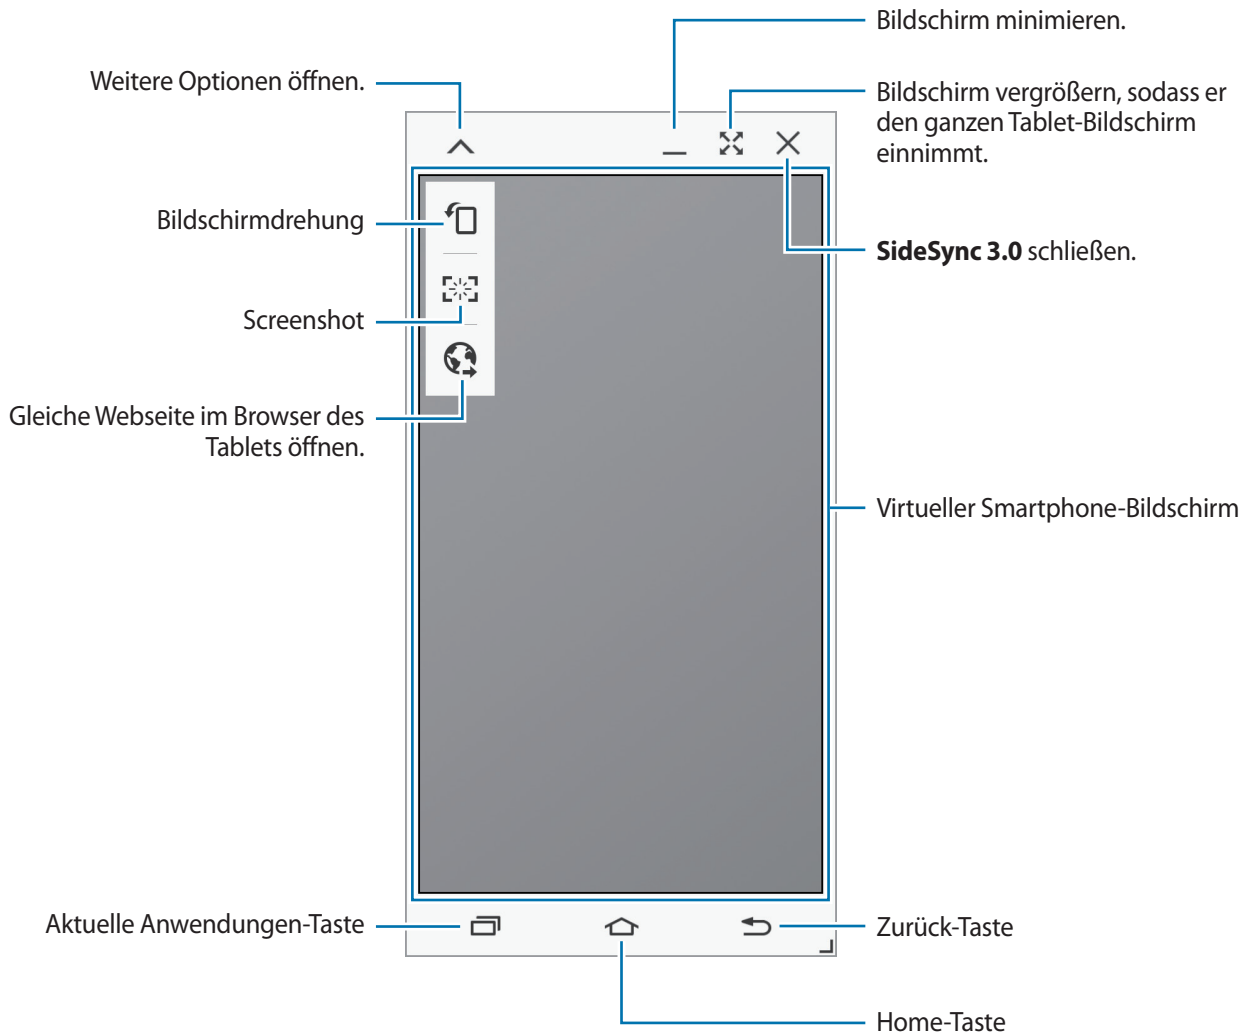 Bildschirm minimieren.
Weitere Optionen öffnen.
Bildschirm vergrößern, sodass er
den ganzen Tablet-Bildschirm
einnimmt.
Bildschirmdrehung
SideSync 3.0 schließen.
Screenshot
Gleiche Webseite im Browser des
Tablets öffnen.
Virtueller Smartphone-Bildschirm
Aktuelle Anwendungen-Taste
Zurück-Taste
Home-Taste